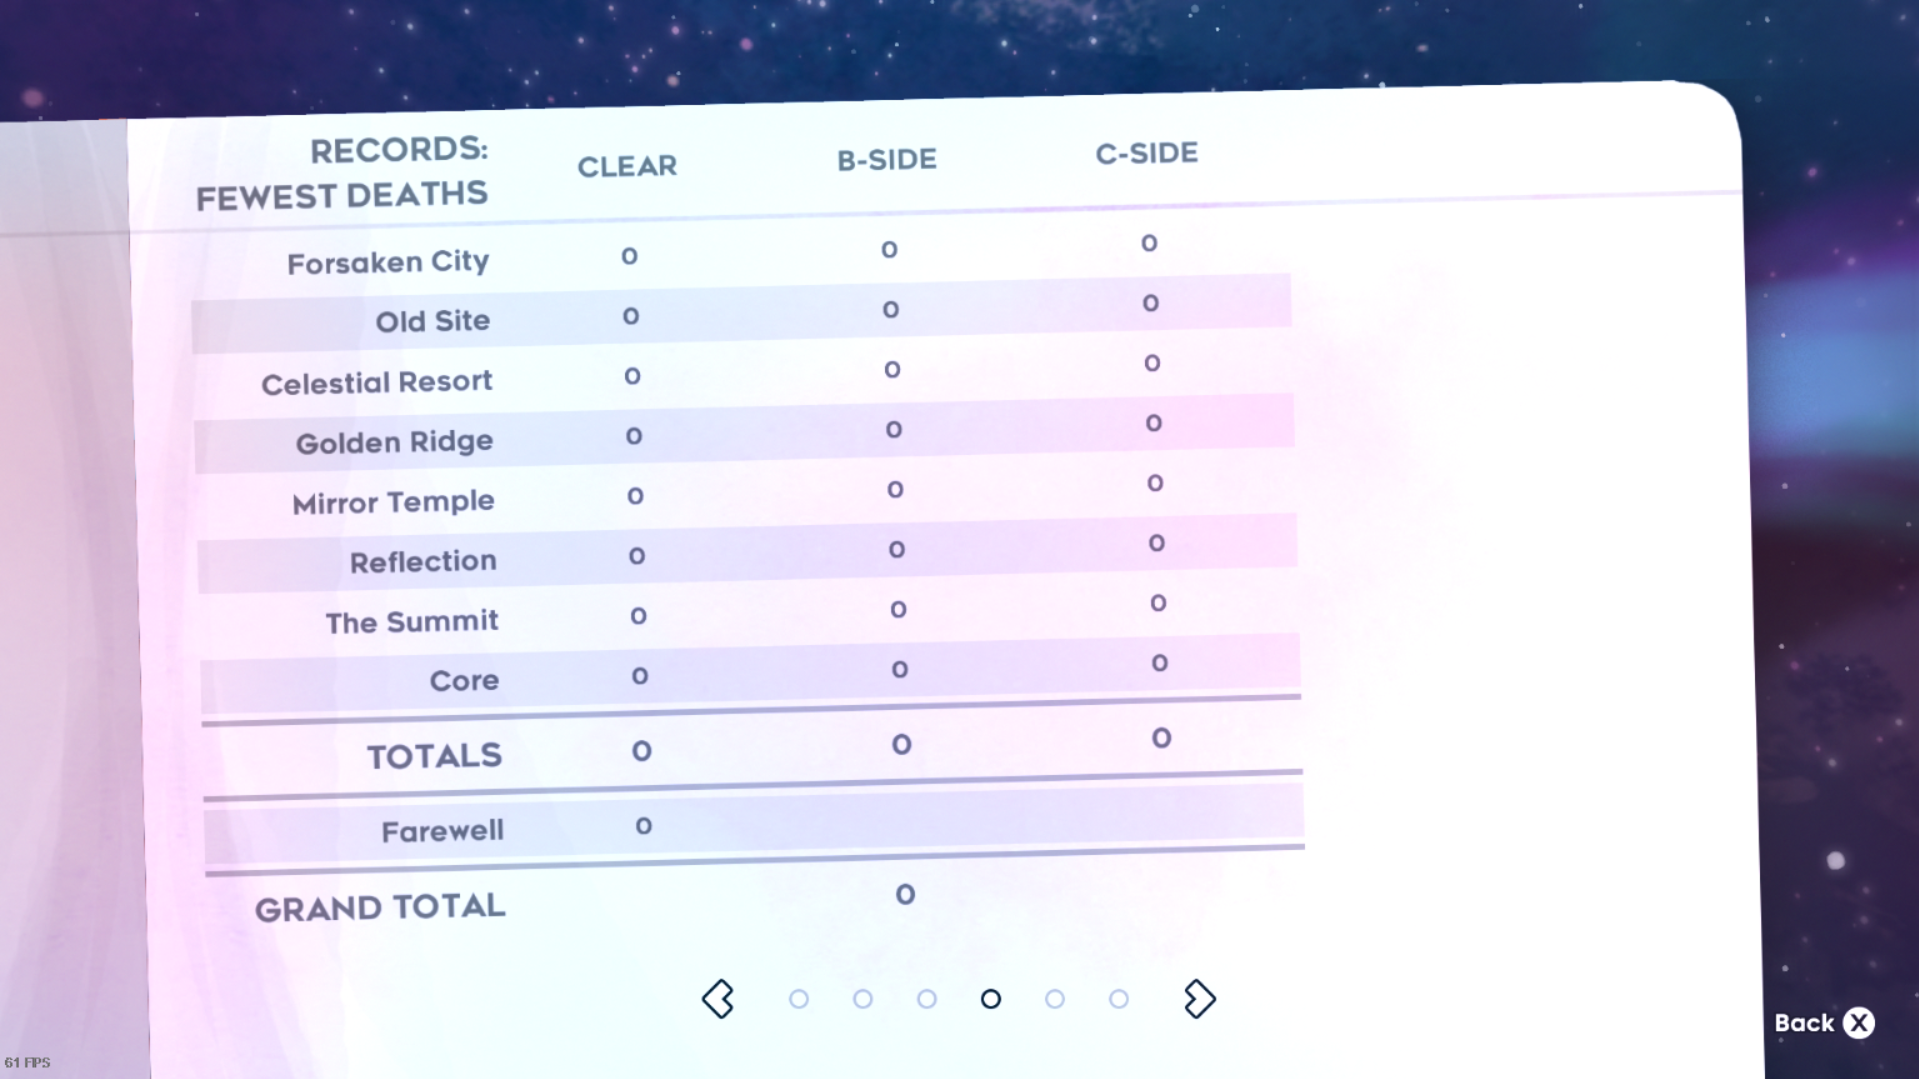 RECORDS:
FEWEST DEATHS
CLEAR B-SIDE C-SIDE
Forsaken City 0 0 0
Old Site 0 0 0
Celestial Resort 0 0 0
Golden Ridge 0 0 0
Mirror Temple 0 0 0
Reflection 0 0 0
The Summit 0 0 0
Core 0 0 0
TOTALS 0 0 0
Farewell 0
GRAND TOTAL 0
Back X
61 FPS